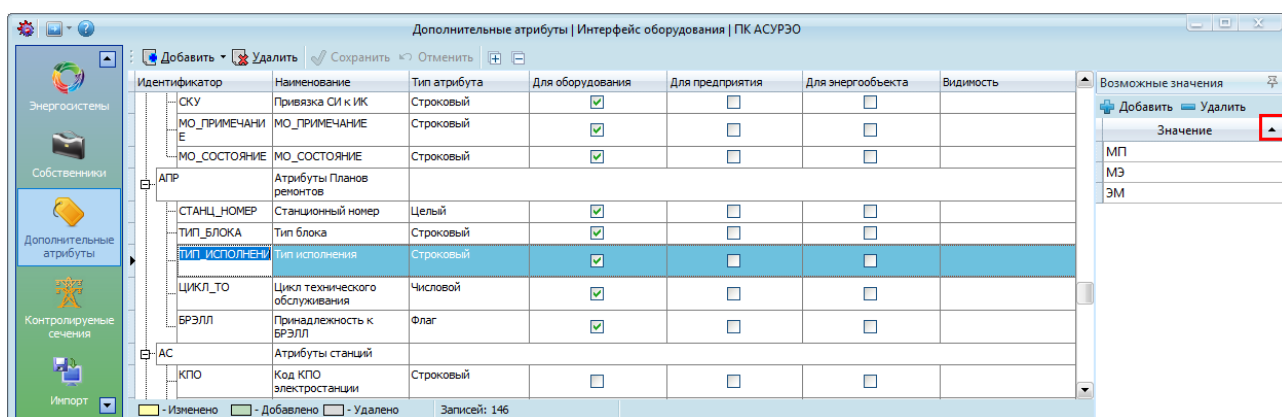 Дополнительные атрибуты | Интерфейс оборудования | ПК АСУРЭО
Добавить Удалить Сохранить Отменить
Энергосистемы
Собственники
Дополнительные
атрибуты
Контролируемые
сечения
Импорт
Идентификатор Наименование Тип атрибута Для оборудования Для предприятия Для энергообъекта Видимость
СКУ Привязка СИ к ИК Строковый
МО_ПРИМЕЧАНИ МО_ПРИМЕЧАНИЕ Строковый
Е
МО_СОСТОЯНИЕ МО_СОСТОЯНИЕ Строковый
АПР Атрибуты Планов
ремонтов
СТАНЦ_НОМЕР Станционный номер Целый
ТИП_БЛОКА Тип блока Строковый
ТИП_ИСПОЛНЕНИ Тип исполнения Строковый
ЦИКЛ_ТО Цикл технического Числовой
обслуживания
БРЭЛЛ Принадлежность к Флаг
БРЭЛЛ
АС Атрибуты станций
КПО Код КПО Строковый
электростанции
- Изменено - Добавлено - Удалено Записей: 146
Возможные значения
Добавить Удалить
Значение
МП
МЭ
ЭМ